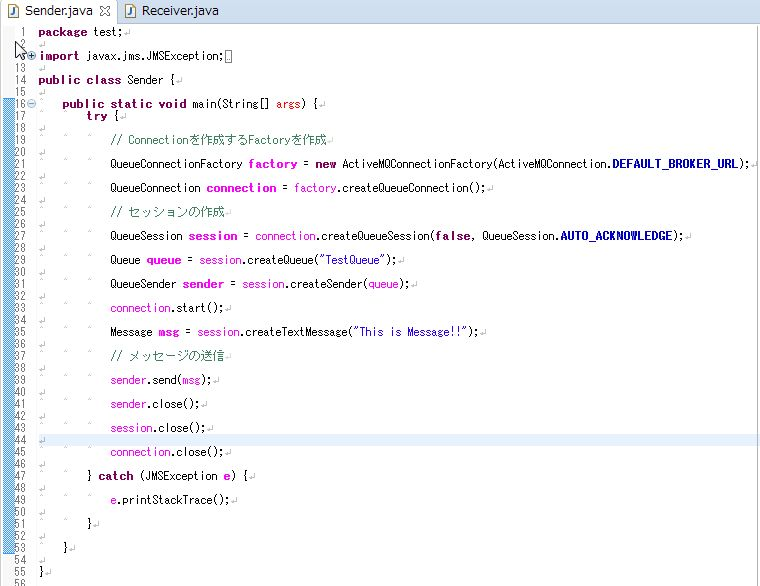 Sender.java Receiver.java
1 package test;
2
import javax.jms.JMSException;
13
14 public class Sender {
15
16 public static void main(String[] args) {
17 try {
18
19 // Connectionを作成するFactoryを作成
20
21 QueueConnectionFactory factory = new ActiveMQConnectionFactory(ActiveMQConnection.DEFAULT_BROKER_URL);
22
23 QueueConnection connection = factory.createQueueConnection();
24
25 // セッションの作成
26
27 QueueSession session = connection.createQueueSession(false, QueueSession.AUTO_ACKNOWLEDGE);
28
29 Queue queue = session.createQueue("TestQueue");
30
31 QueueSender sender = session.createSender(queue);
32
33 connection.start();
34
35 Message msg = session.createTextMessage("This is Message!!");
36
37 // メッセージの送信
38
39 sender.send(msg);
40
41 sender.close();
42
43 session.close();
44
45 connection.close();
46
47 } catch (JMSException e) {
48
49 e.printStackTrace();
50
51 }
52
53 }
54
55 }
56